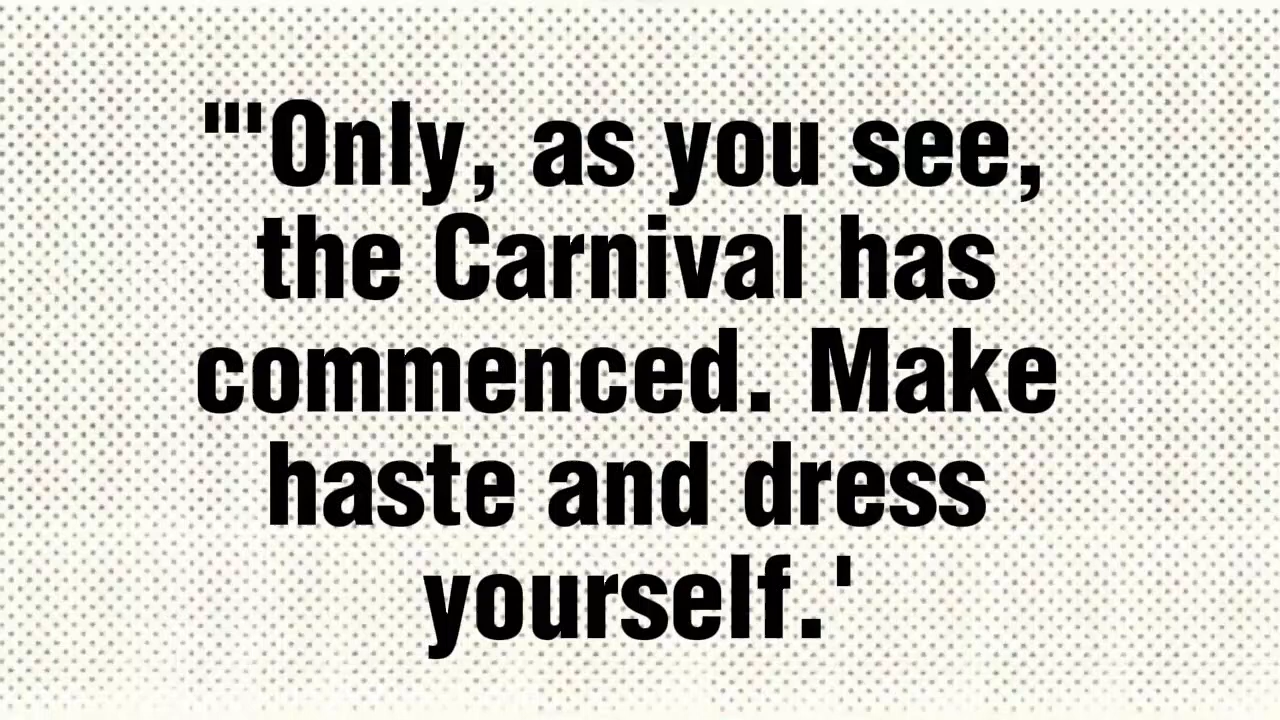 "'Only, as you see,
the Carnival has
commenced. Make
haste and dress
yourself.'